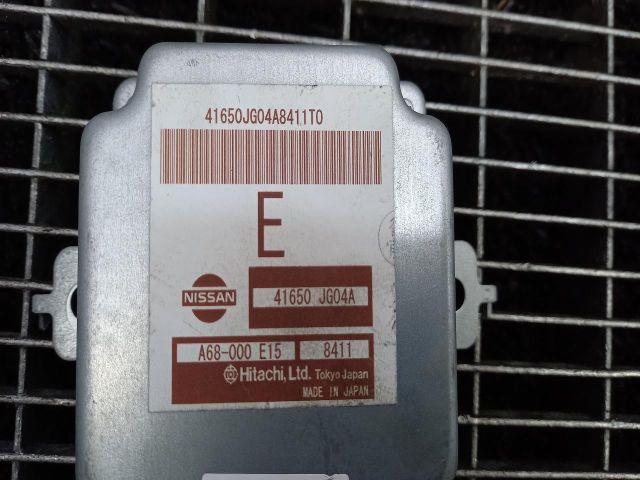 41650JG04A8411T0
E
NISSAN
41650 JG04A
A68-000 E15 8411
Hitachi, Ltd. Tokyo Japan
MADE IN JAPAN